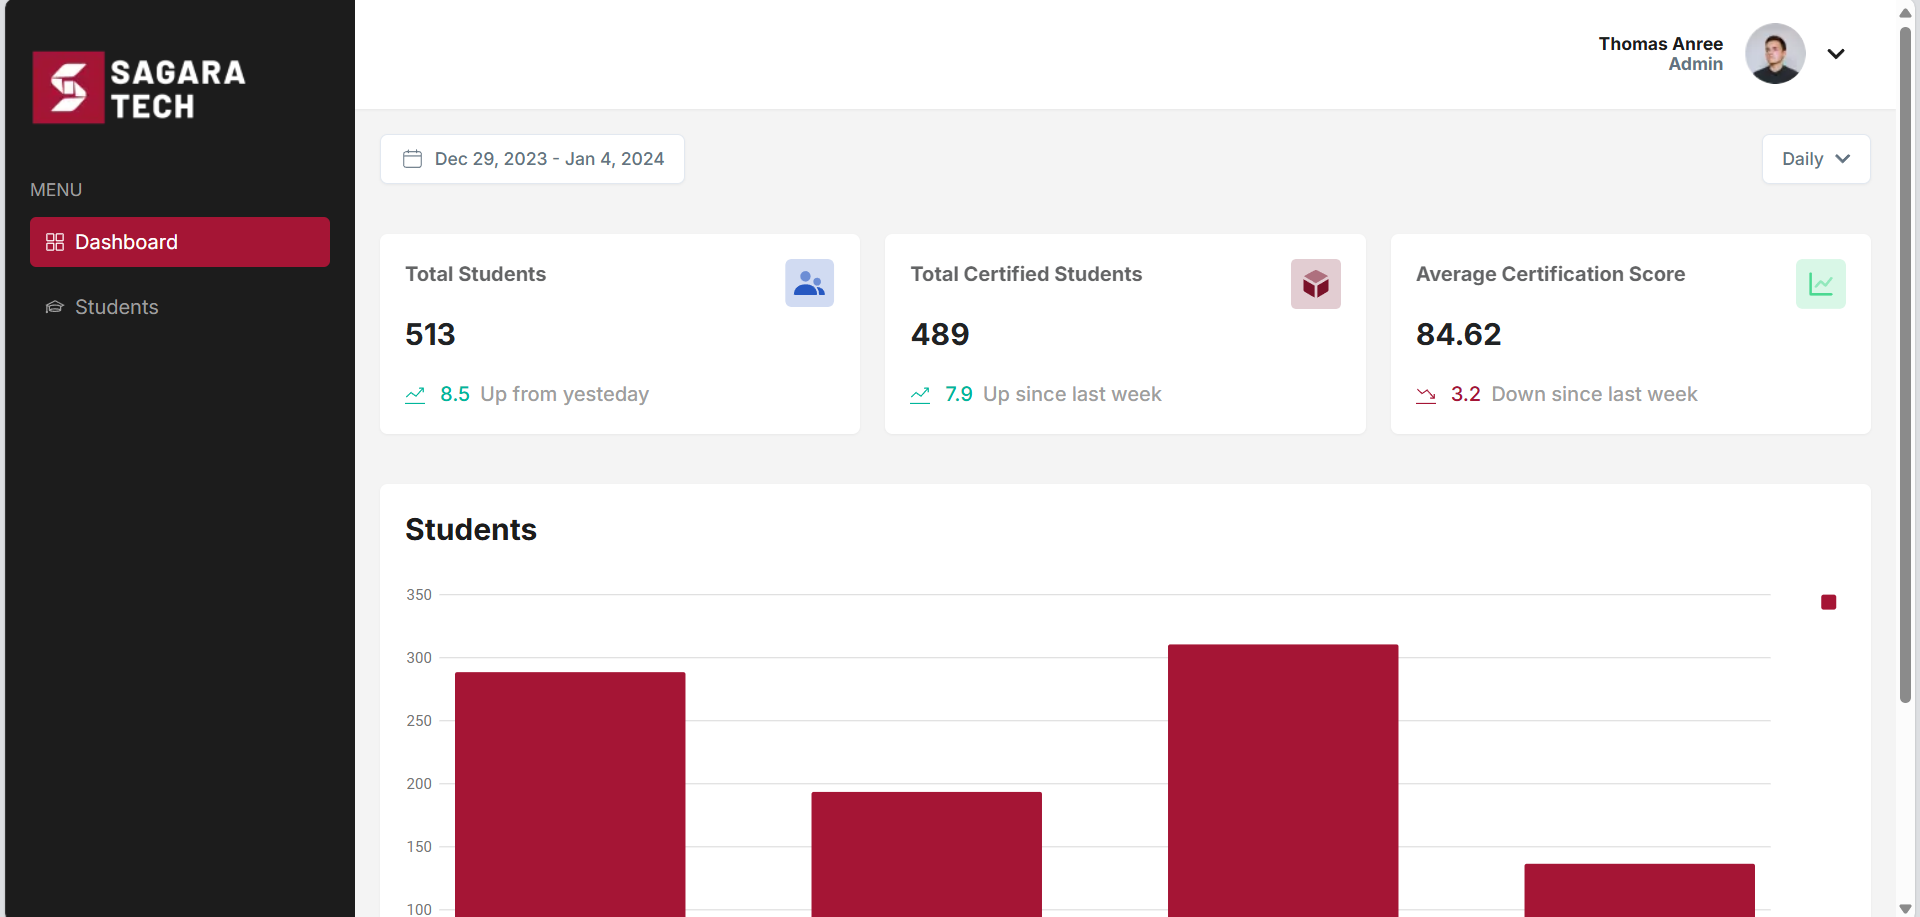 SAGARA
TECH
Thomas Anree
Admin
MENU
Dashboard
Students
Dec 29, 2023 - Jan 4, 2024
Daily
Total Students
513
8.5 Up from yesteday
Total Certified Students
489
7.9 Up since last week
Average Certification Score
84.62
3.2 Down since last week
Students
350
300
250
200
150
100